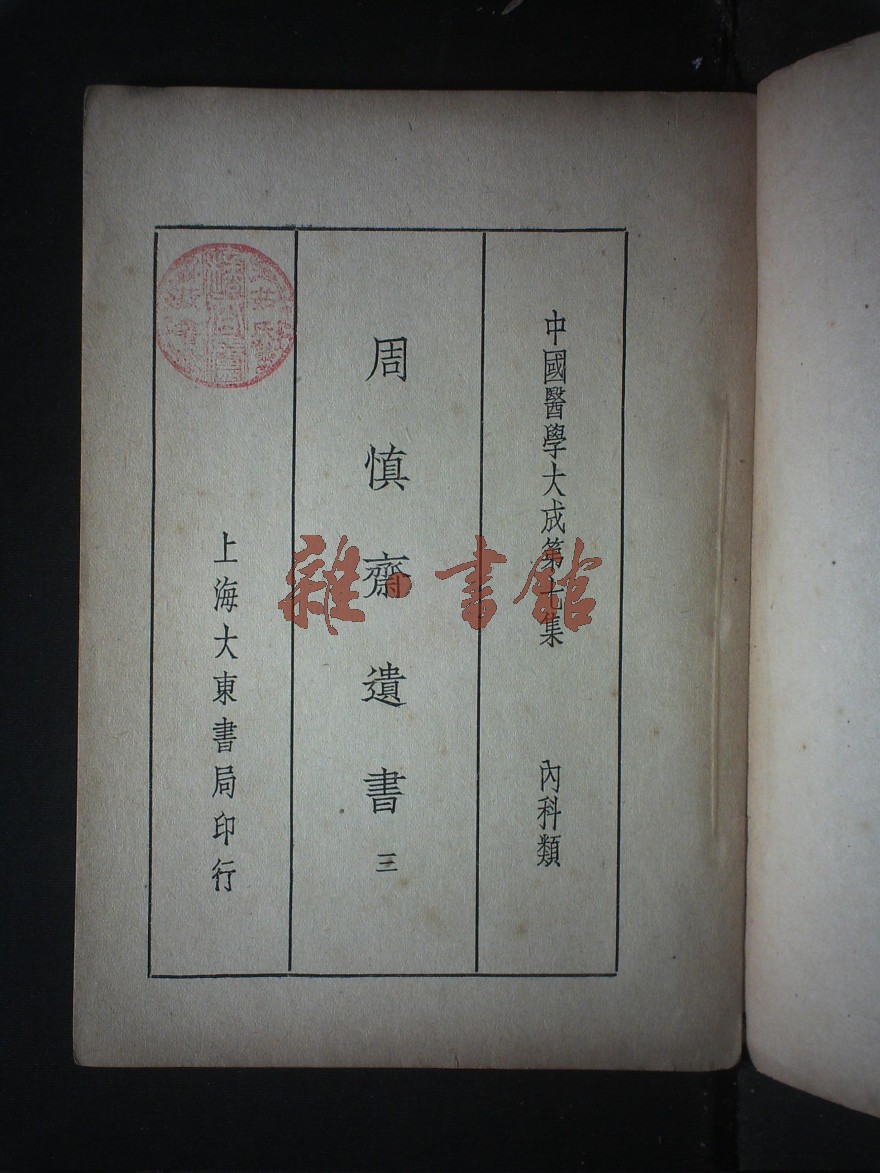 中國醫學大成第七集　內科類
周慎齋遺書 三
上海大東書局印行
雜書館